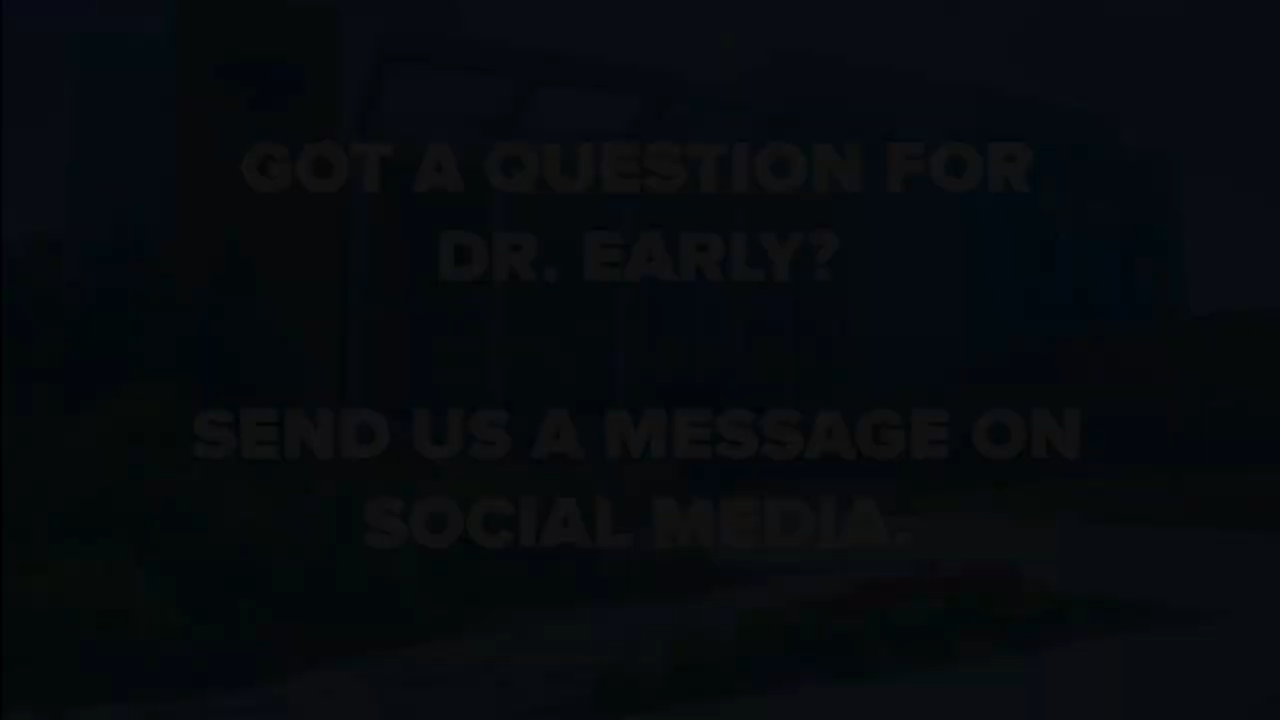 GOT A QUESTION FOR
DR. EARLY?
SEND US A MESSAGE ON
SOCIAL MEDIA.